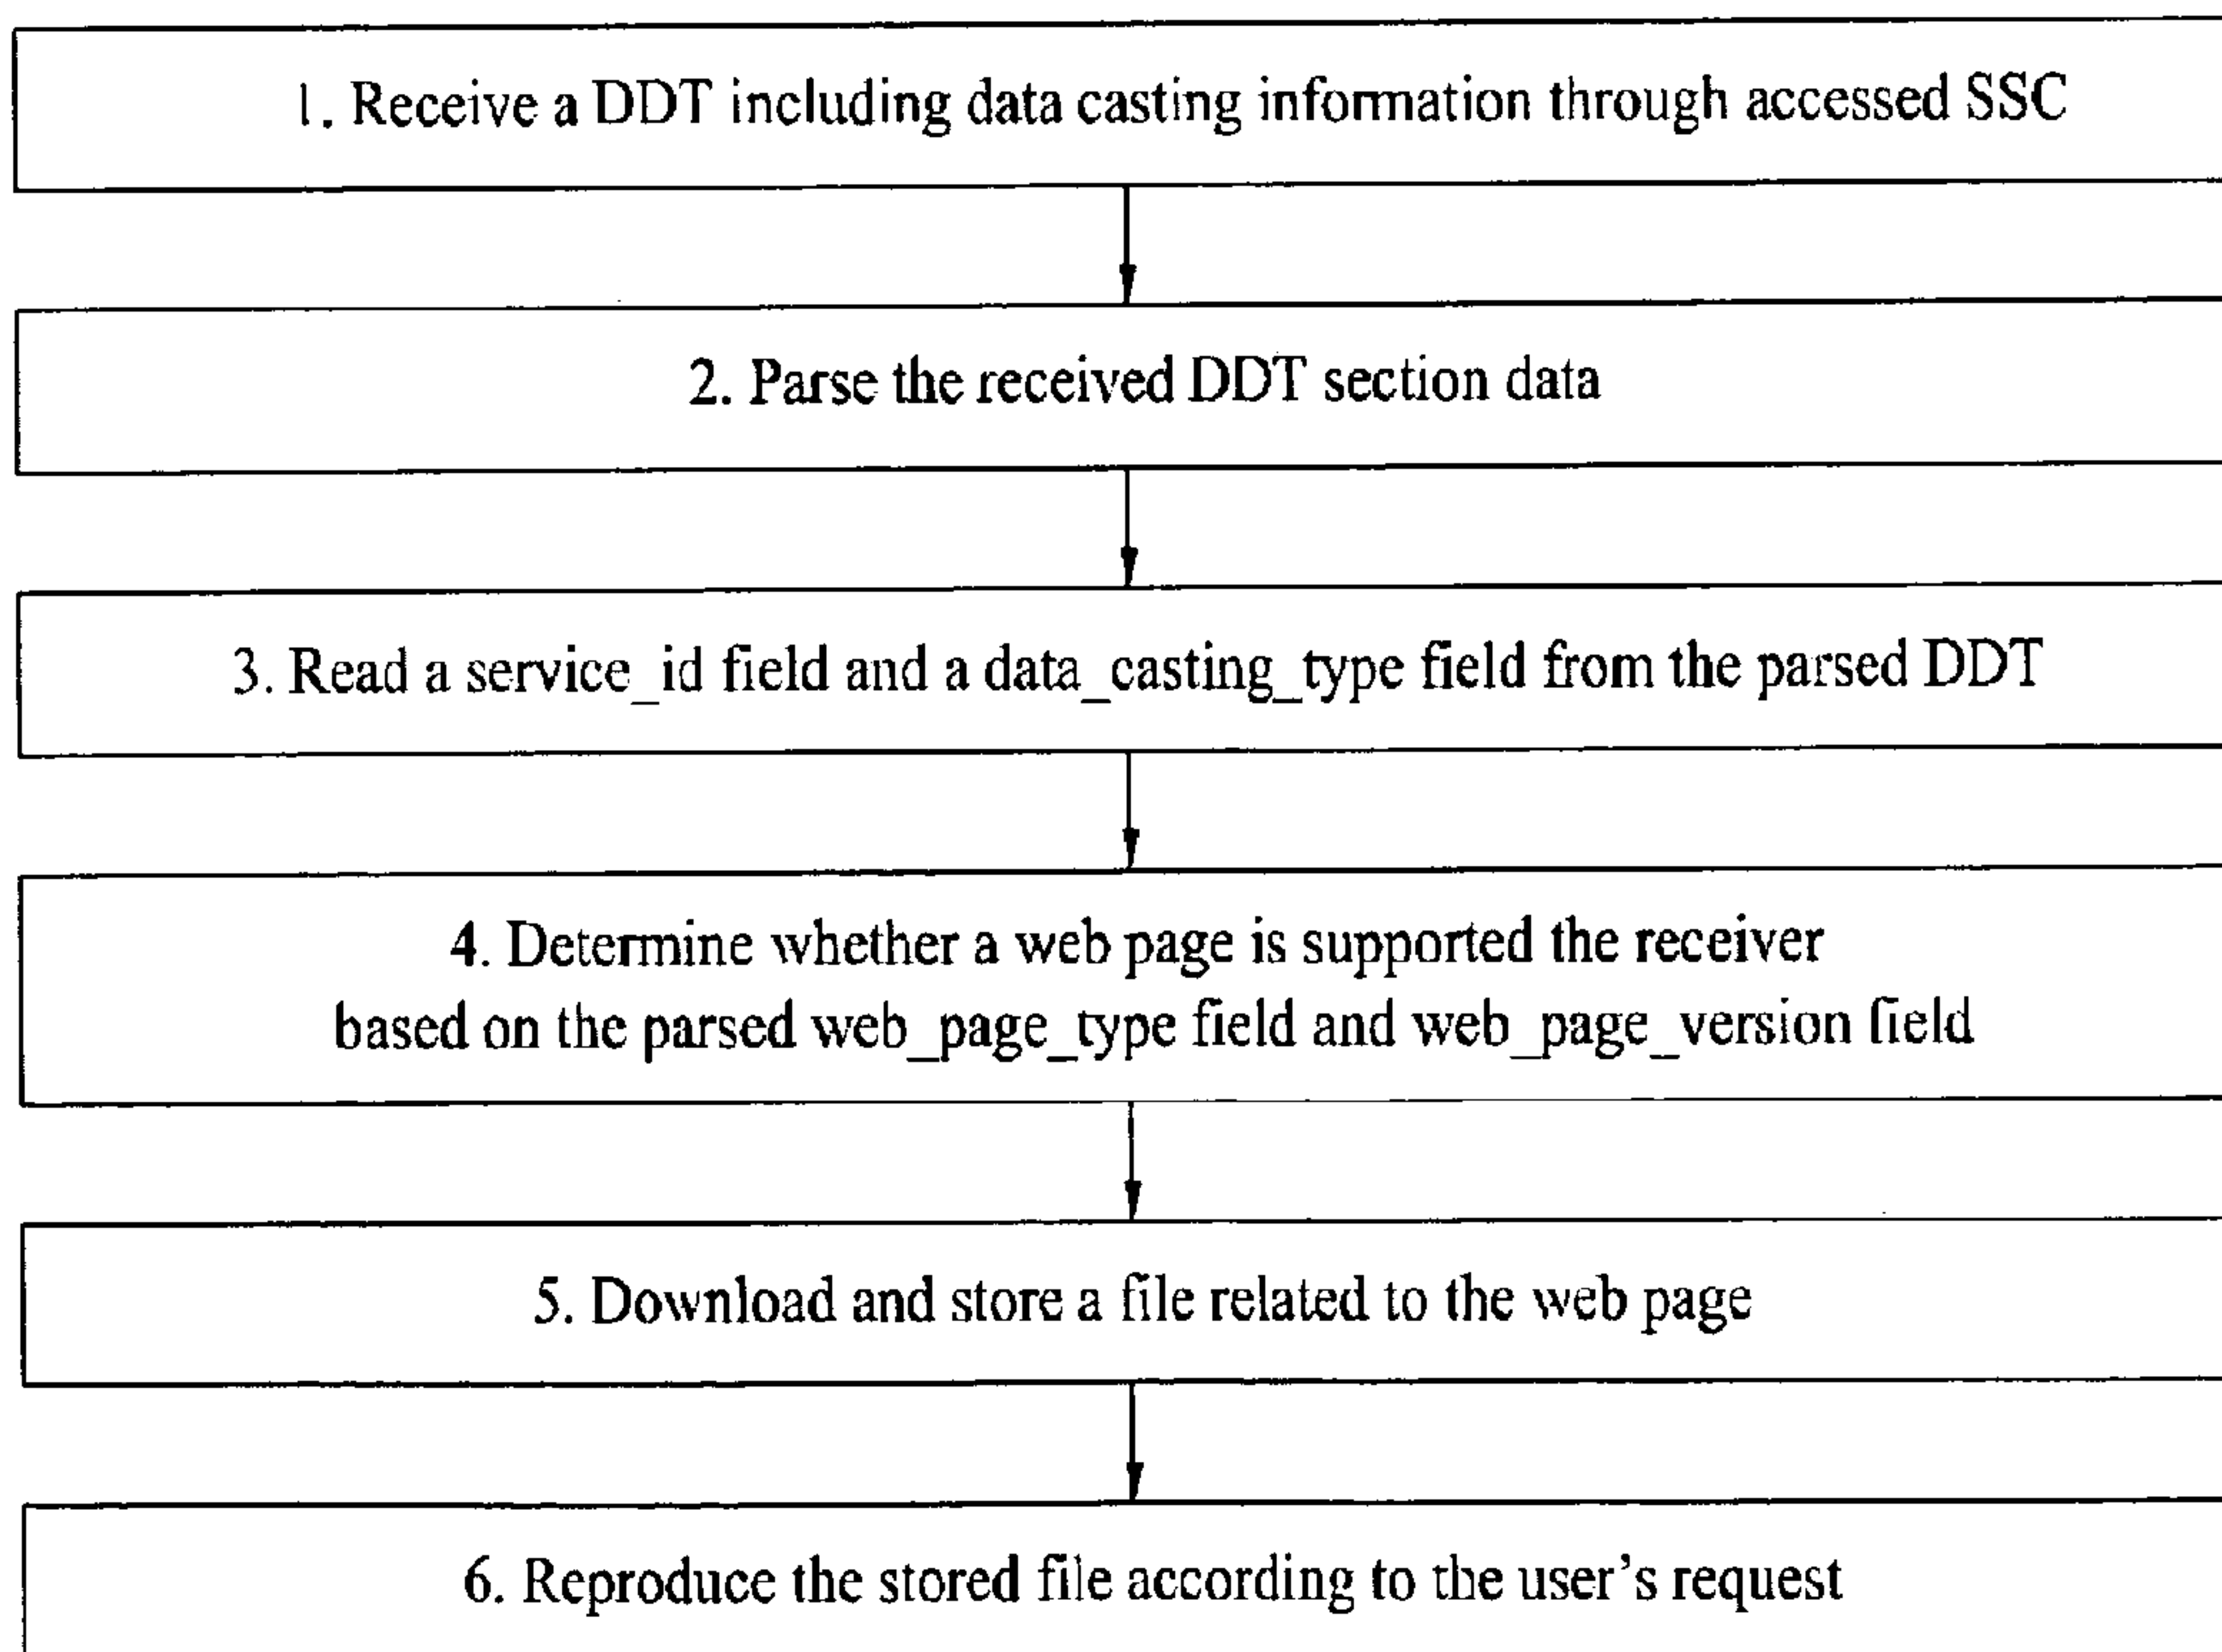 1. Receive a DDT including data casting information through accessed SSC
2. Parse the received DDT section data
3. Read a service_id field and a data_casting_type field from the parsed DDT
4. Determine whether a web page is supported the receiver
based on the parsed web_page_type field and web_page_version field
5. Download and store a file related to the web page
6. Reproduce the stored file according to the user's request